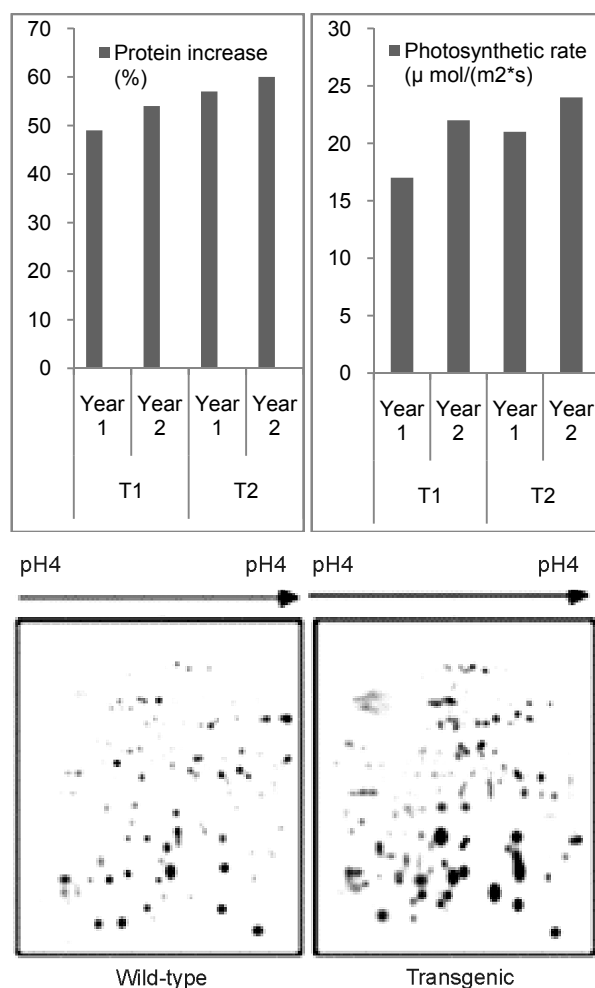 70
60
50
40
30
20
10
0
Protein increase
(%)
Year 1
Year 2
Year 1
Year 2
T1
T2
30
25
20
15
10
5
0
Photosynthetic rate
(µ mol/(m2*s)
Year 1
Year 2
Year 1
Year 2
T1
T2
pH4 pH4
pH4 pH4
Wild-type
Transgenic